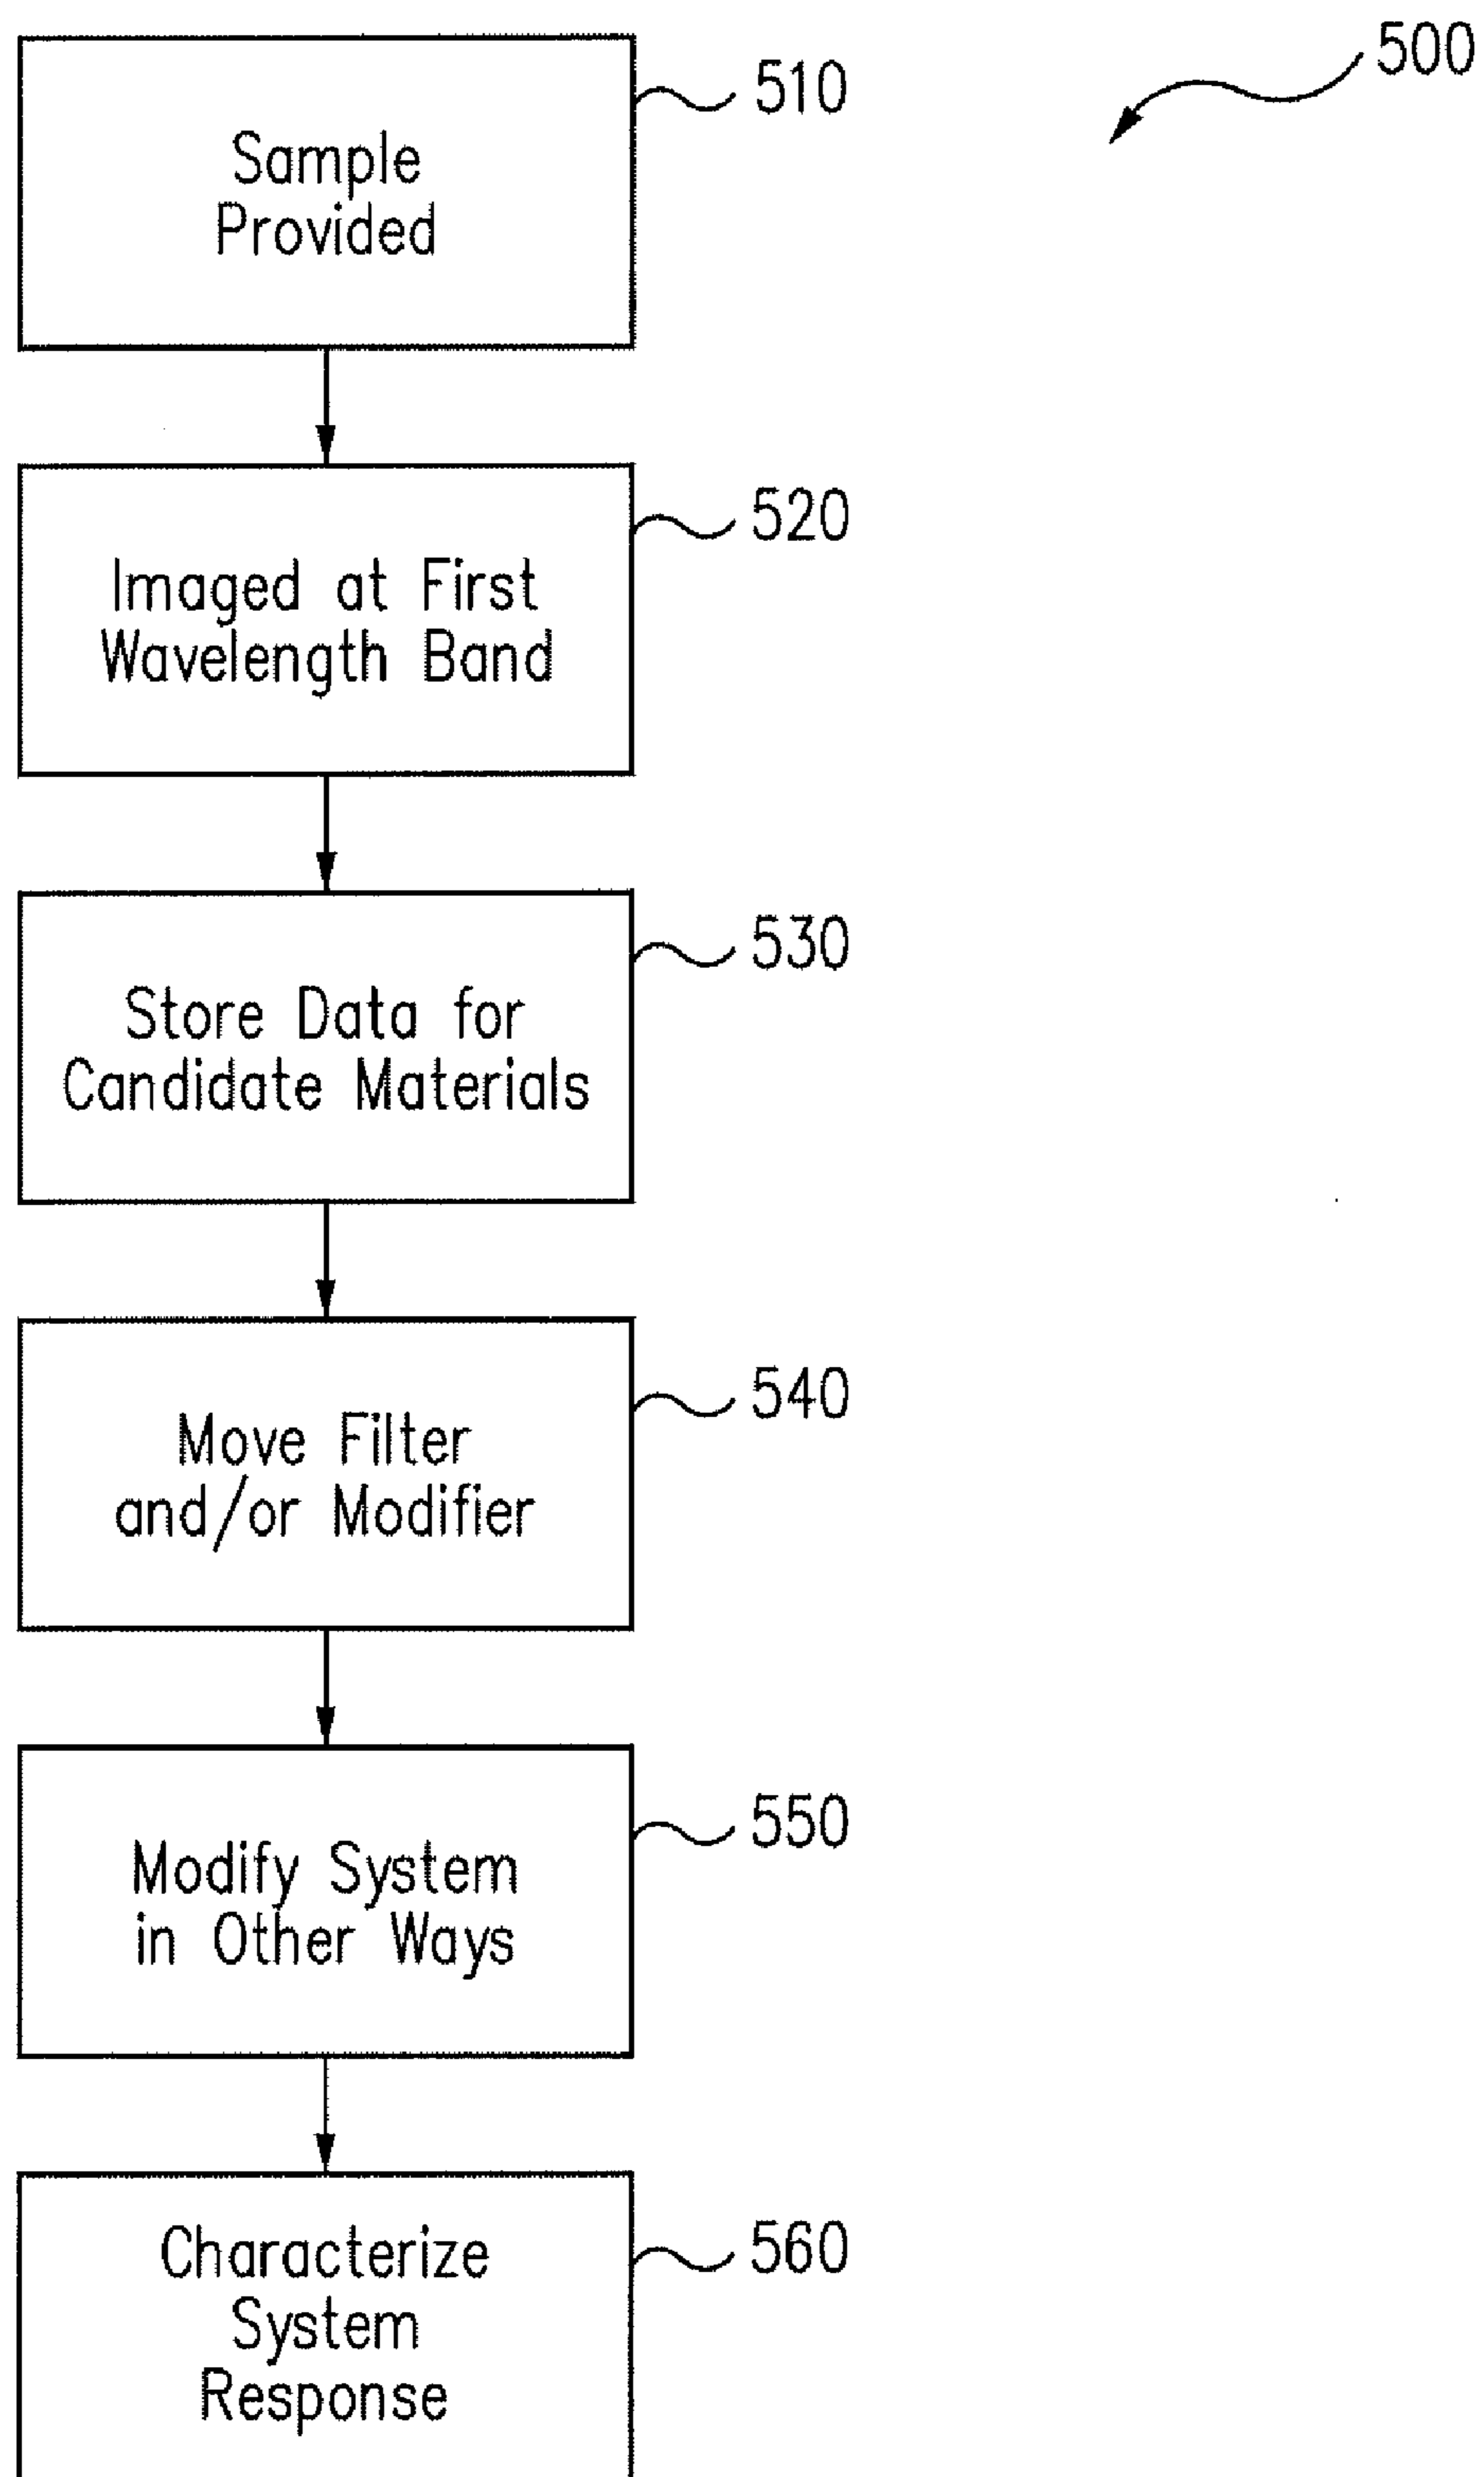 500
510
Sample
Provided
520
Imaged at First
Wavelength Band
530
Store Data for
Candidate Materials
540
Move Filter
and/or Modifier
550
Modify System
in Other Ways
560
Characterize
System
Response